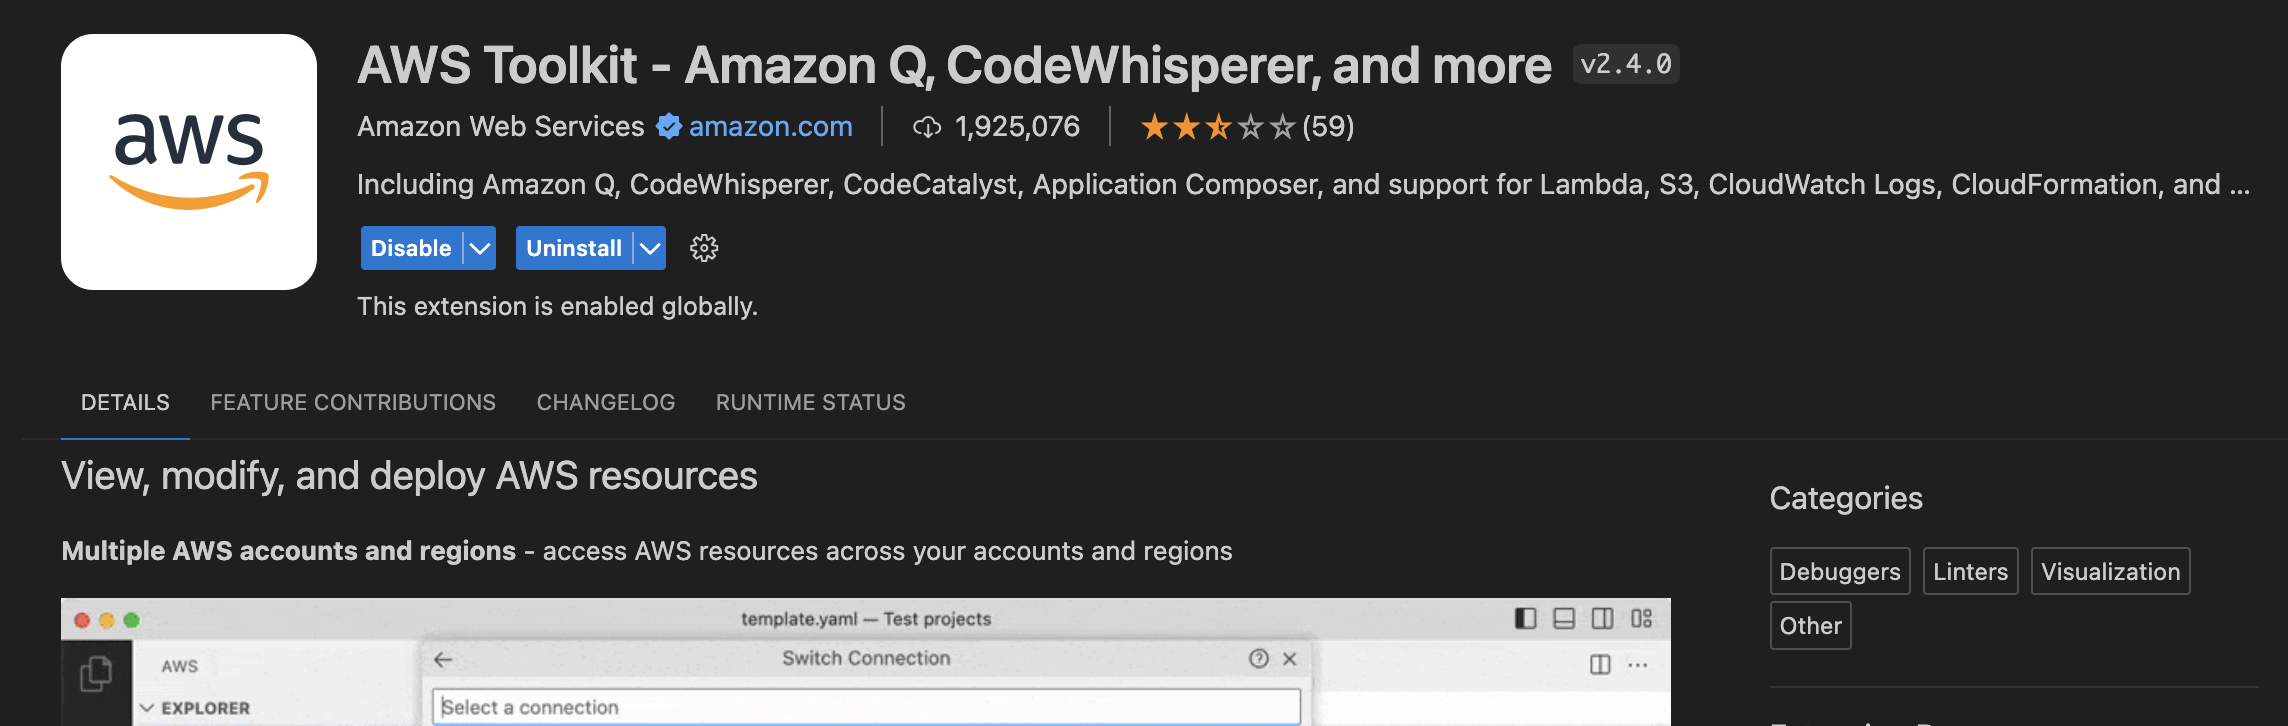 aws
AWS Toolkit - Amazon Q, CodeWhisperer, and more v2.4.0
Amazon Web Services amazon.com 1,925,076 (59)
Including Amazon Q, CodeWhisperer, CodeCatalyst, Application Composer, and support for Lambda, S3, CloudWatch Logs, CloudFormation, and ...
Disable Uninstall
This extension is enabled globally.
DETAILS FEATURE CONTRIBUTIONS CHANGELOG RUNTIME STATUS
View, modify, and deploy AWS resources
Multiple AWS accounts and regions - access AWS resources across your accounts and regions
template.yaml — Test projects
AWS
Switch Connection
EXPLORER
Select a connection
Categories
Debuggers Linters Visualization
Other